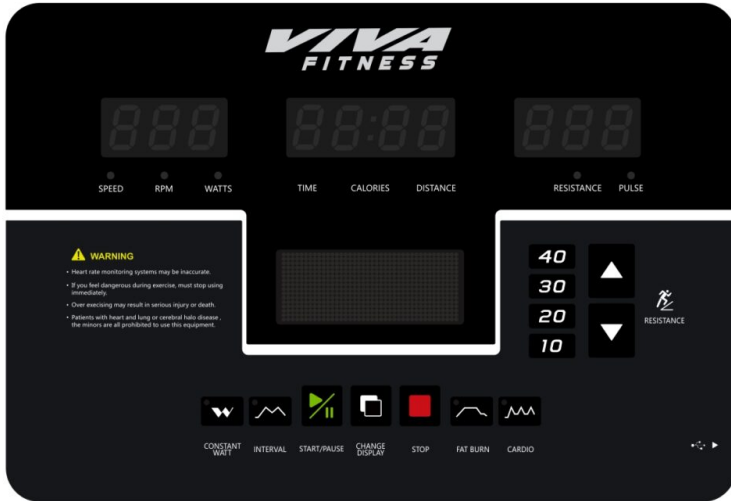 VIVA
FITNESS
SPEED RPM WATTS
TIME CALORIES DISTANCE
RESISTANCE PULSE
WARNING
• Heart rate monitoring systems may be inaccurate.
• If you feel dangerous during exercise, must stop using
immediately.
• Over execising may result in serious injury or death.
• Patients with heart and lung or cerebral halo disease ,
the minors are all prohibited to use this equipment.
40
30
20
10
RESISTANCE
CONSTANT
WATT
INTERVAL
START/PAUSE
CHANGE
DISPLAY
STOP
FAT BURN
CARDIO